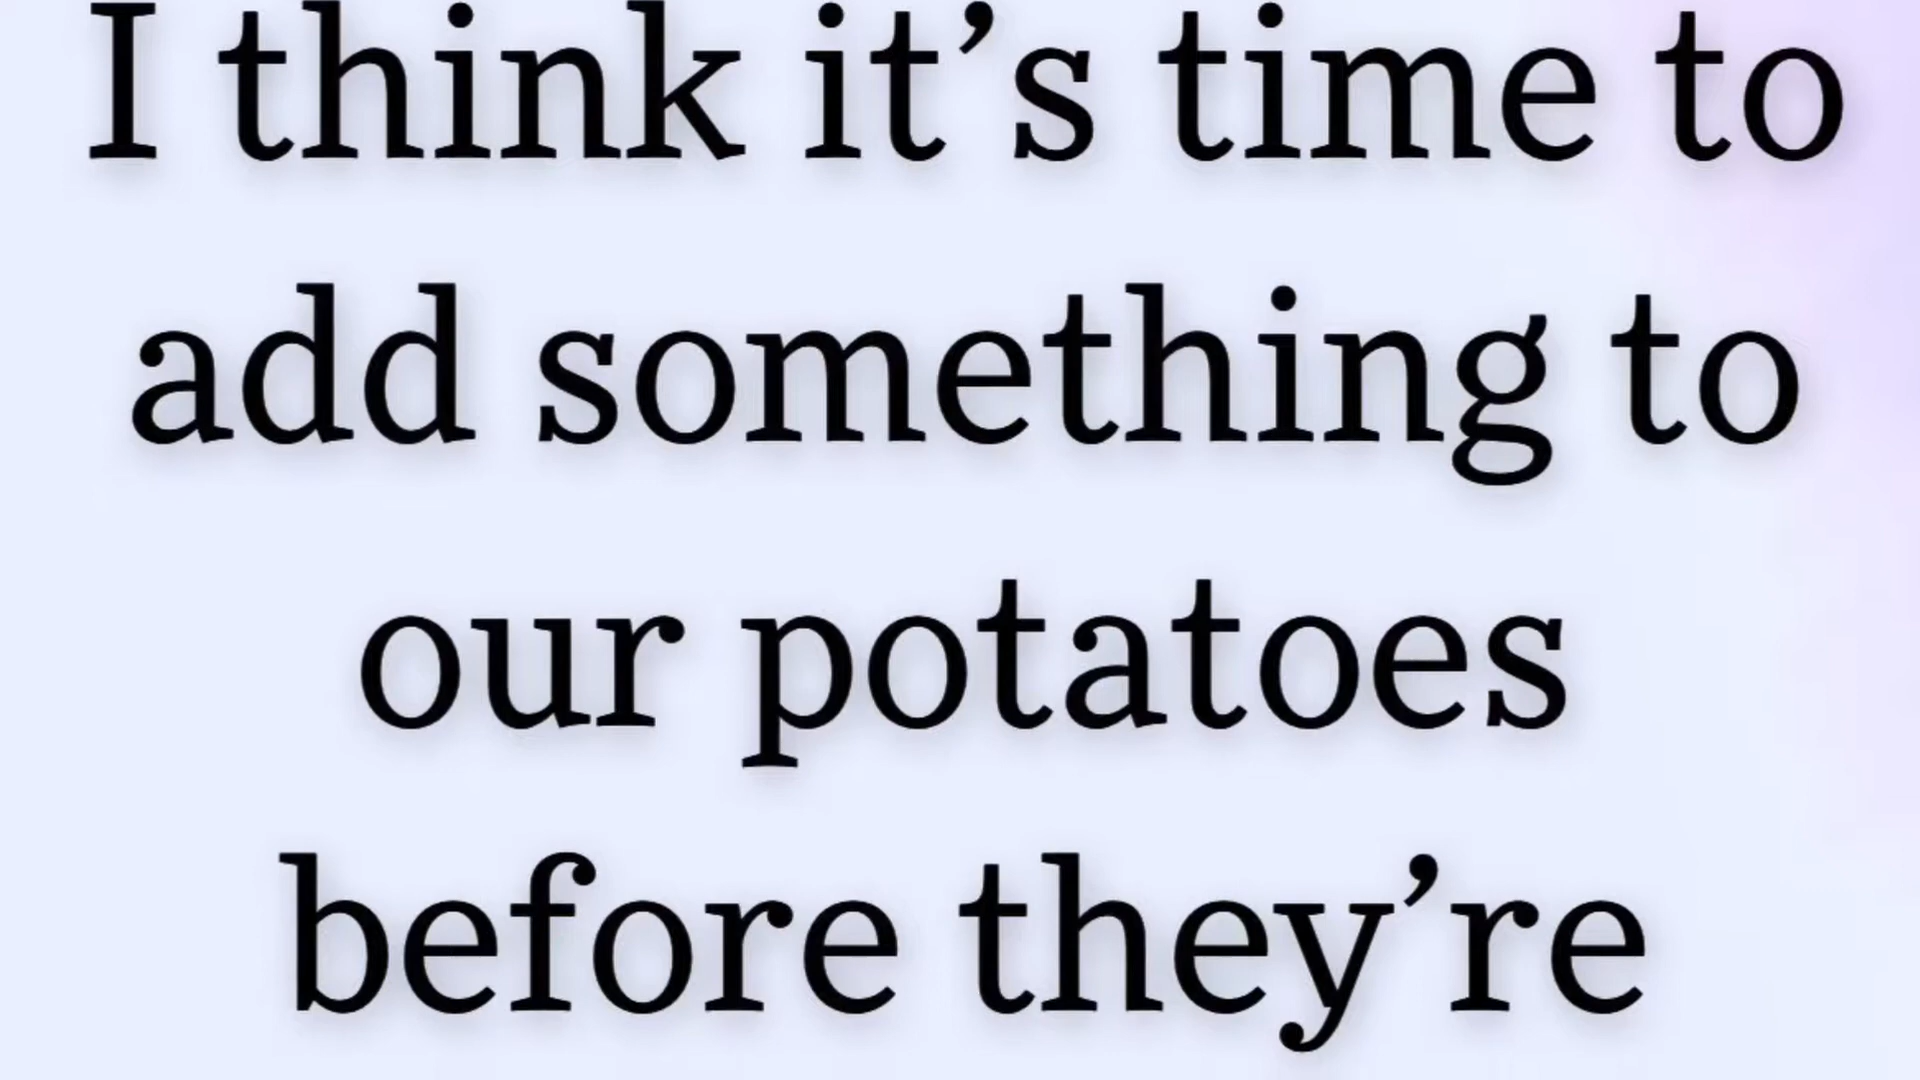 I think it’s time to
add something to
our potatoes
before they’re